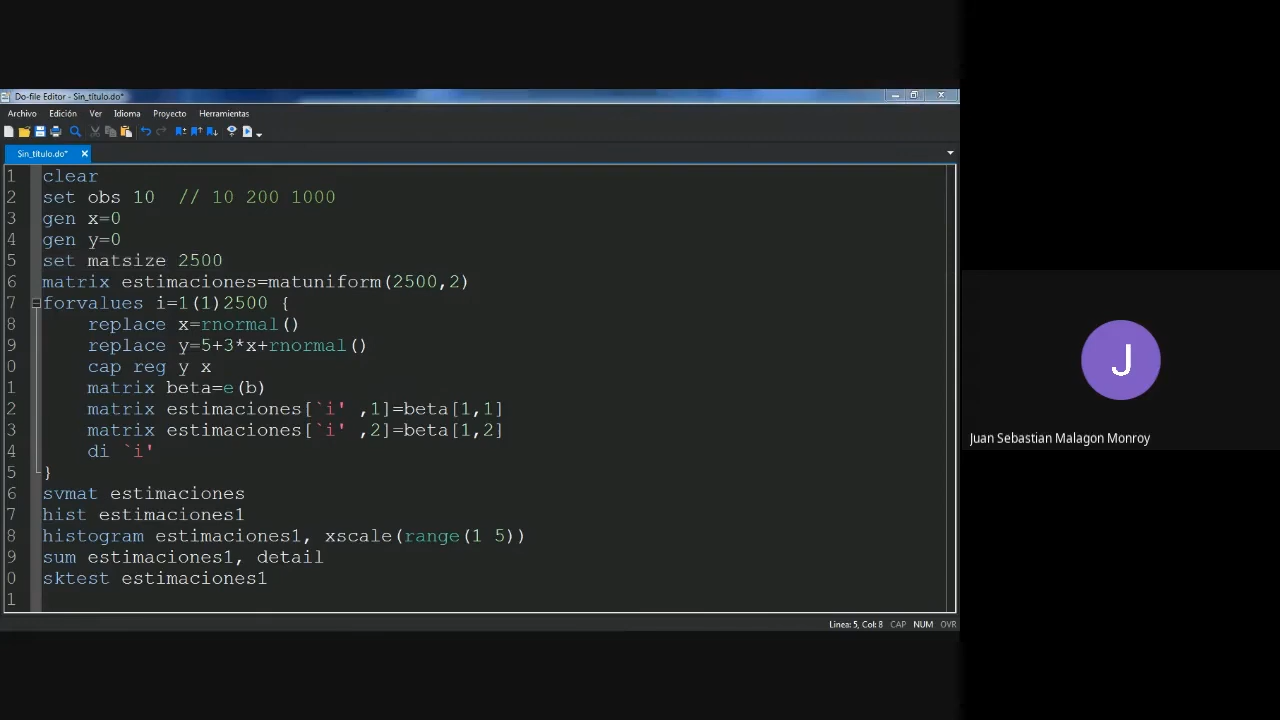 Do-file Editor - Sin_título.do*
Archivo Edición Ver Idioma Proyecto Herramientas
Sin_título.do*
1 clear
2 set obs 10 // 10 200 1000
3 gen x=0
4 gen y=0
5 set matsize 2500
6 matrix estimaciones=matuniform(2500,2)
7 forvalues i=1(1)2500 {
8 replace x=rnormal()
9 replace y=5+3*x+rnormal()
0 cap reg y x
1 matrix beta=e(b)
2 matrix estimaciones[`i' ,1]=beta[1,1]
3 matrix estimaciones[`i' ,2]=beta[1,2]
4 di `i'
5 }
6 svmat estimaciones
7 hist estimaciones1
8 histogram estimaciones1, xscale(range(1 5))
9 sum estimaciones1, detail
0 sktest estimaciones1
1
Línea: 5, Col: 8 CAP NUM OVR
J
Juan Sebastian Malagon Monroy